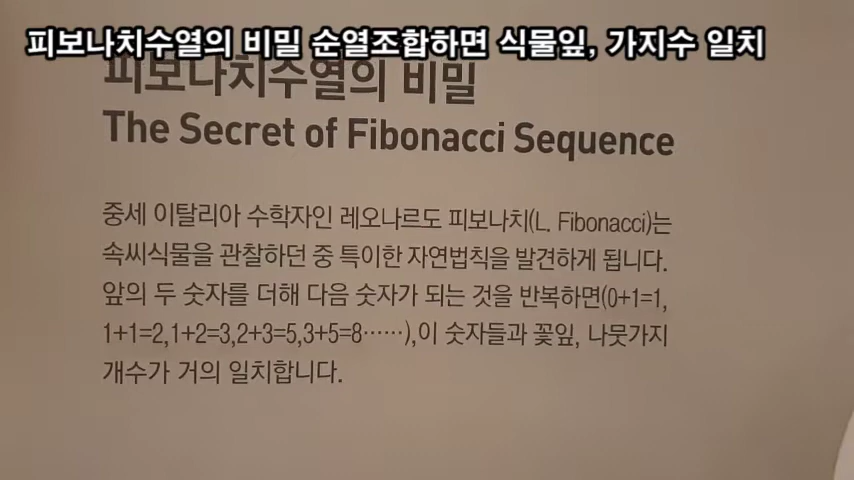 피보나치수열의 비밀 순열조합하면 식물잎, 가지수 일치
피보나치수열의 비밀
The Secret of Fibonacci Sequence
중세 이탈리아 수학자인 레오나르도 피보나치(L. Fibonacci)는
속씨식물을 관찰하던 중 특이한 자연법칙을 발견하게 됩니다.
앞의 두 숫자를 더해 다음 숫자가 되는 것을 반복하면(0+1=1,
1+1=2,1+2=3,2+3=5,3+5=8······),이 숫자들과 꽃잎, 나뭇가지
개수가 거의 일치합니다.